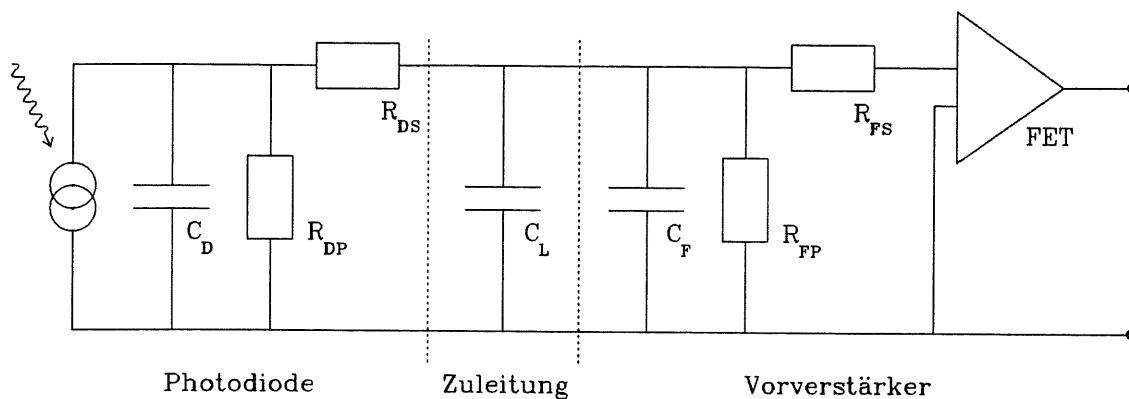 R_DS
R_FS
FET
C_D
R_DP
C_L
C_F
R_FP
Photodiode
Zuleitung
Vorverstärker